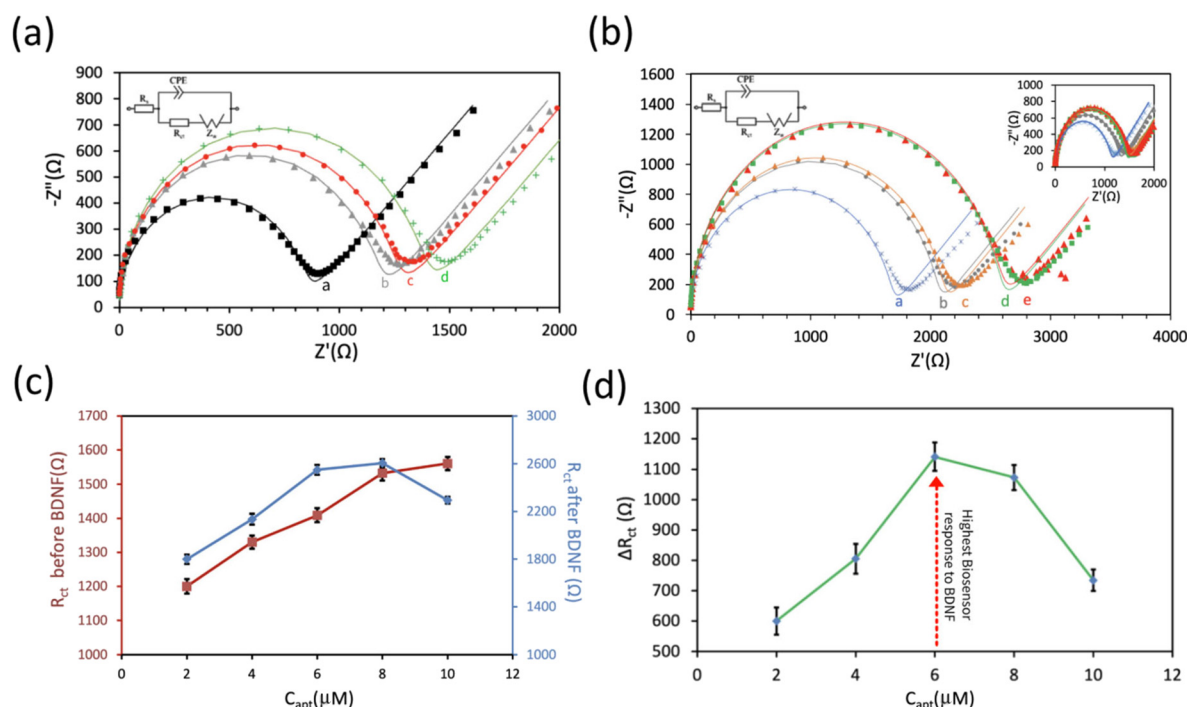 (a)
900
800
700
600
500
400
300
200
100
0
-Z''(Ω)
CPE
Rs
Rct
Zw
a
b
c
d
0 500 1000 1500 2000
Z'(Ω)
(b)
1600
1400
1200
1000
800
600
400
200
0
-Z''(Ω)
CPE
Rs
Rct
Zw
a
b
c
d
e
0 1000 2000 3000 4000
Z'(Ω)
1000
800
600
400
200
0
-Z''(Ω)
0 1000 2000
Z'(Ω)
(c)
1700
1600
1500
1400
1300
1200
1100
1000
Rct before BDNF(Ω)
3000
2600
2200
1800
1400
1000
Rct after BDNF (Ω)
0 2 4 6 8 10 12
Capt(μM)
(d)
1300
1200
1100
1000
900
800
700
600
500
ΔRct (Ω)
Highest Biosensor
response to BDNF
0 2 4 6 8 10 12
Capt(μM)